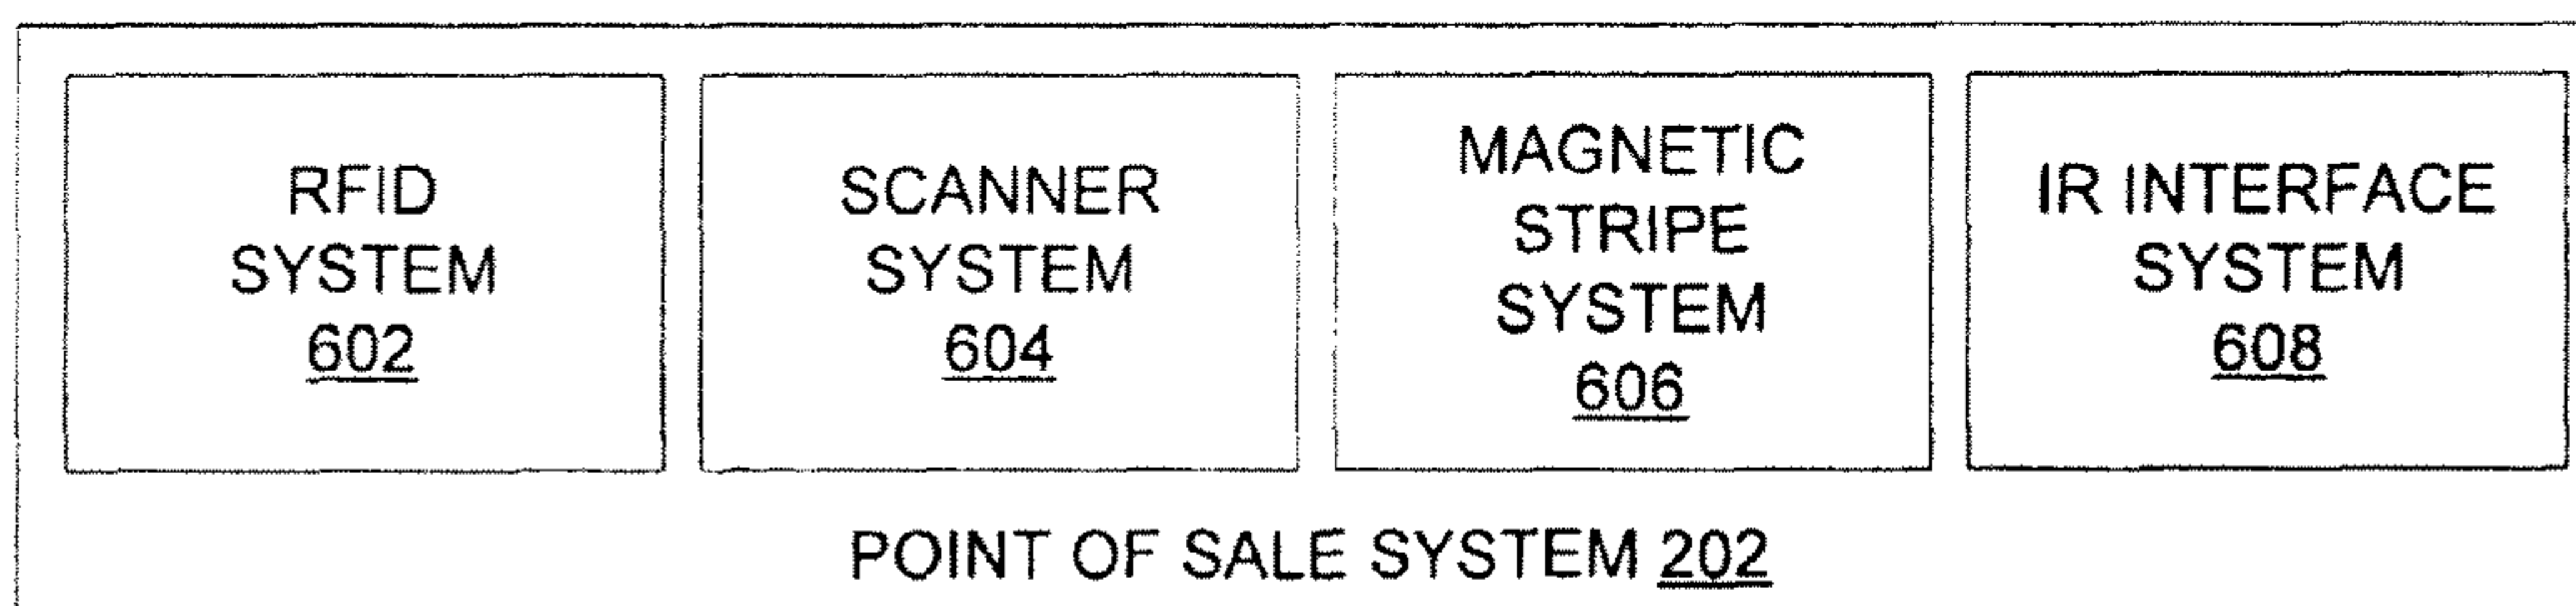 RFID
SYSTEM
602
SCANNER
SYSTEM
604
MAGNETIC
STRIPE
SYSTEM
606
IR INTERFACE
SYSTEM
608
POINT OF SALE SYSTEM 202